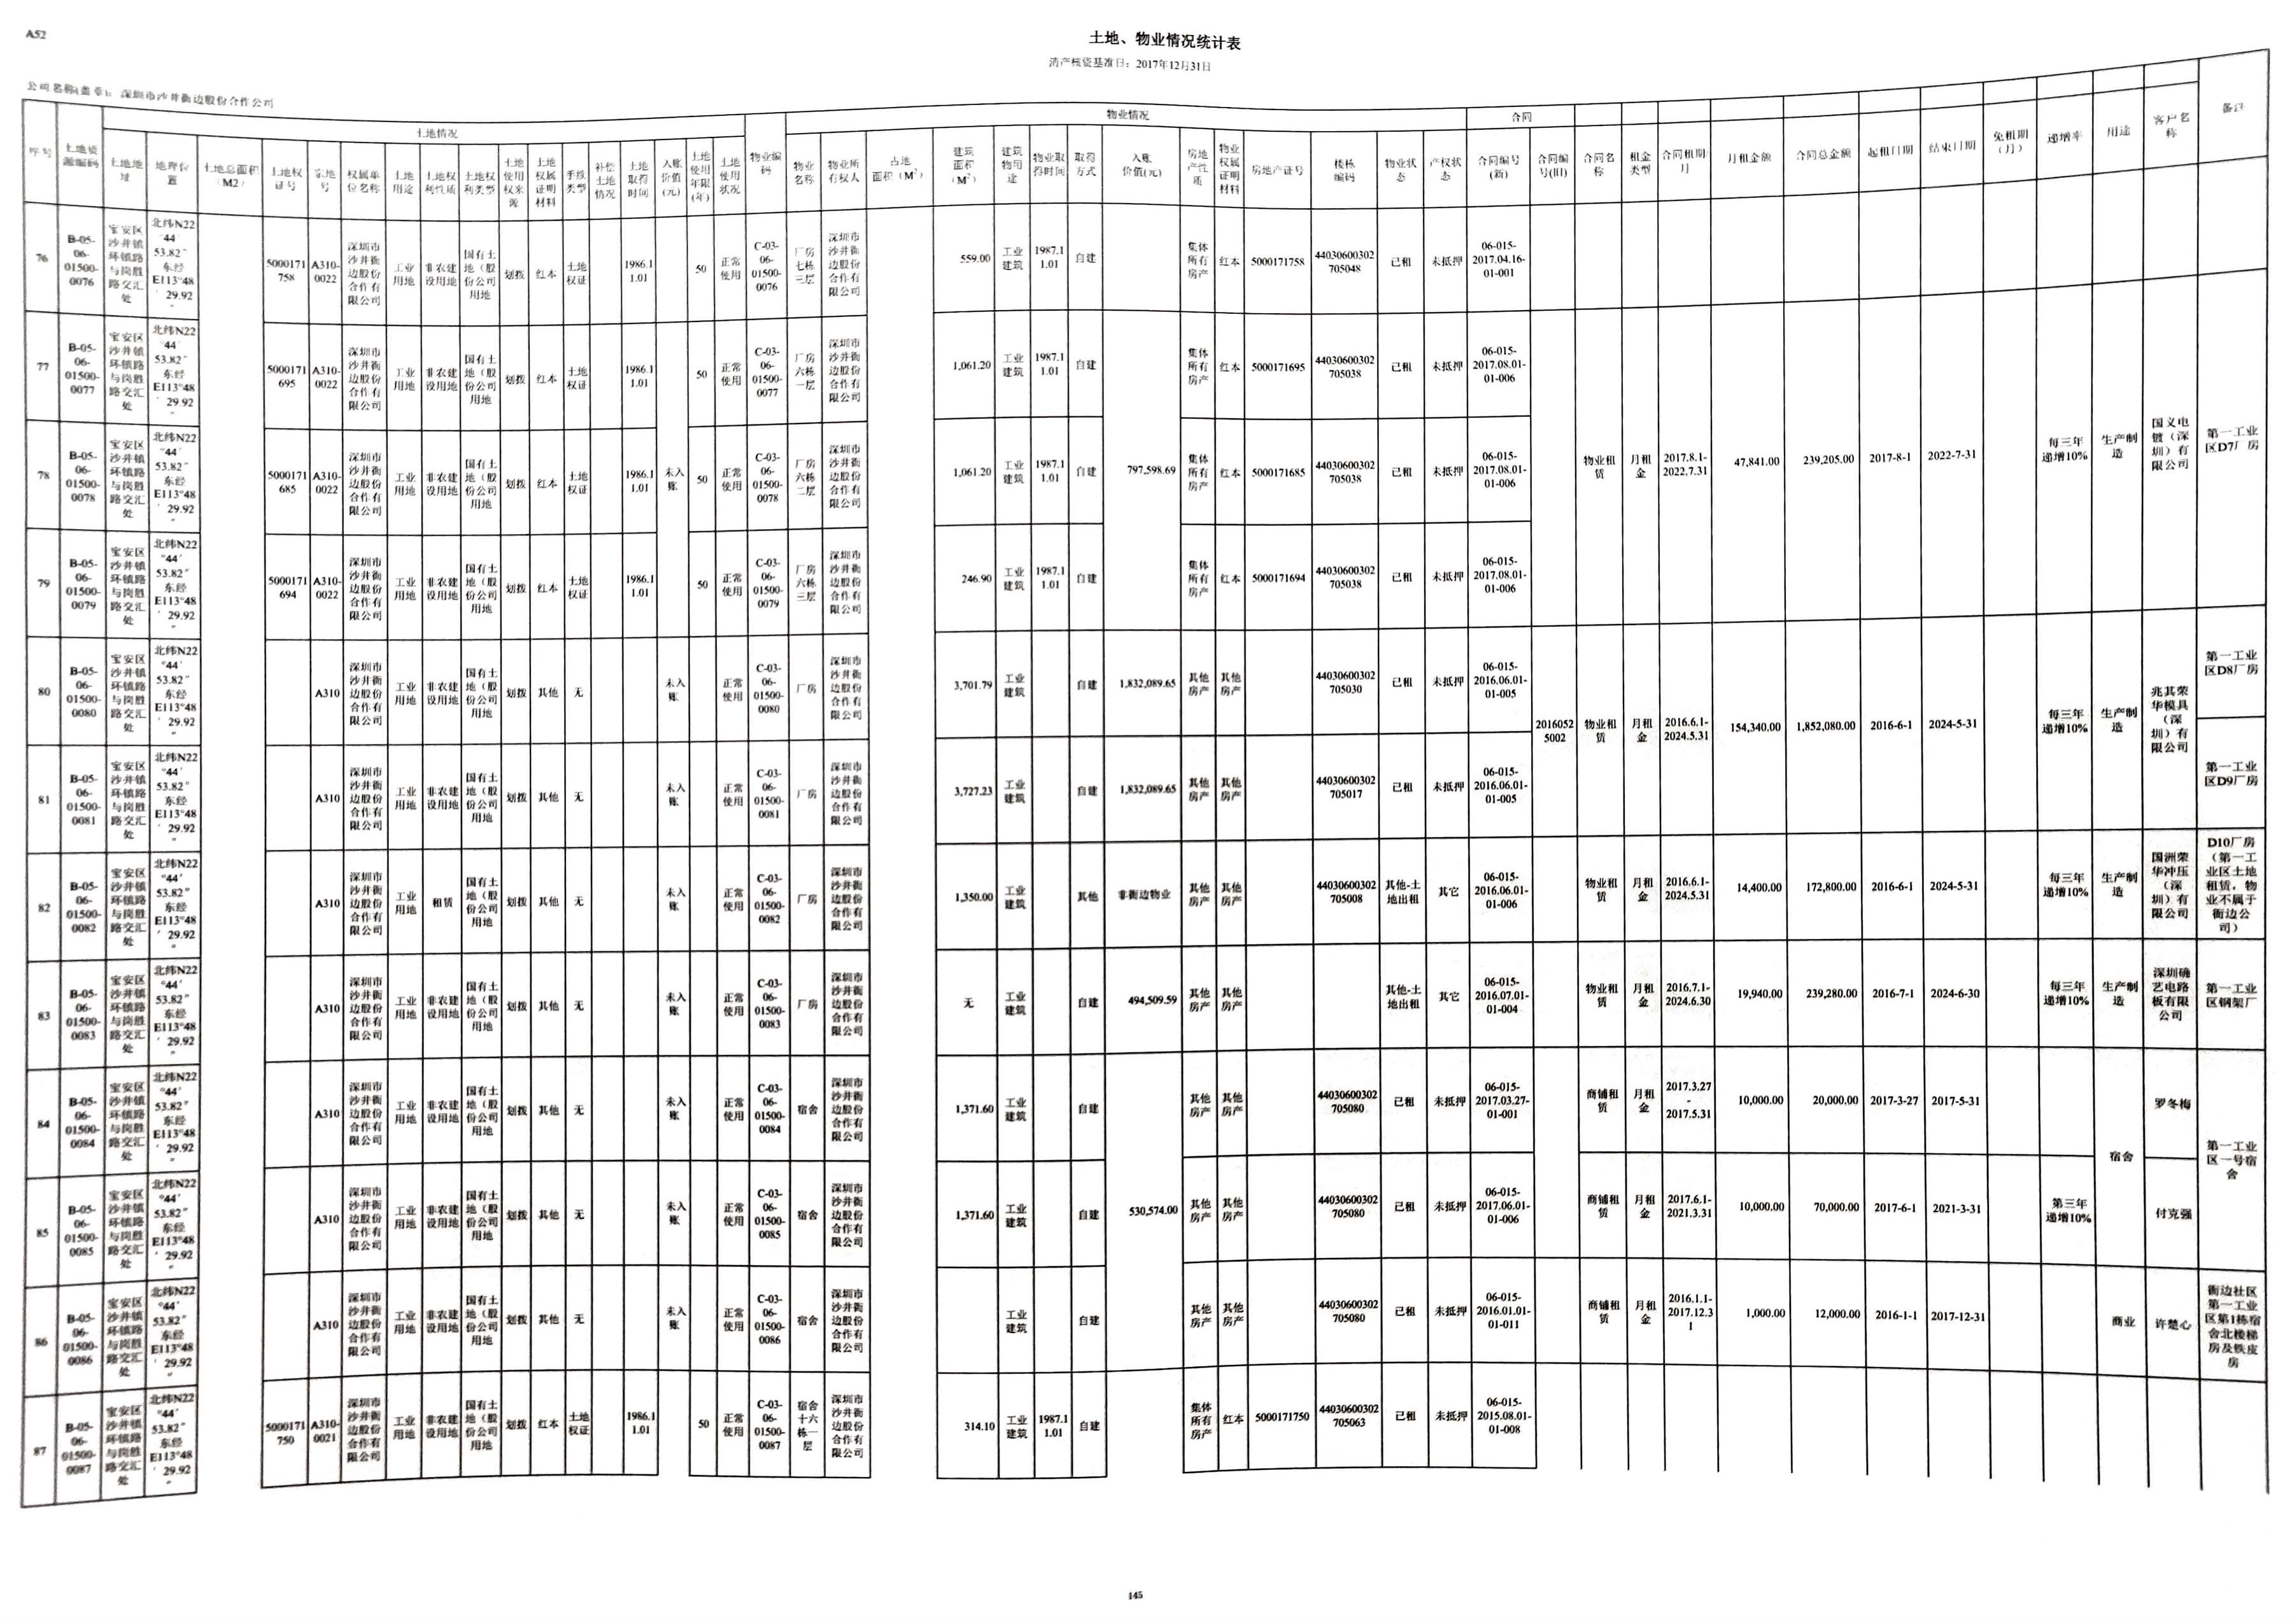 A52
土地、物业情况统计表
清产核资基准日：2017年12月31日
公司名称(盖章)：深圳市沙井衙边股份合作公司
土地情况 物业情况 合同
序号 土地资源编码 土地地域 地理位置 土地总面积(M2) 土地权证号 宗地号 权属单位名称 土地用途 土地权利性质 土地权利类型 土地使用权来源 土地权属证明材料 手续类型 补偿土地情况 土地取得时间 入账价值(元) 土地使用年限(年) 土地使用状况 物业编码 物业名称 物业所有权人 占地面积（M²） 建筑面积(M²) 建筑物用途 物业取得时间 取得方式 入账价值(元) 房地产性质 物业权属证明材料 房地产证号 楼栋编码 物业状态 产权状态 合同编号(新) 合同编号(旧) 合同名称 租金类型 合同租期/月 月租金额 合同总金额 起租日期 结束日期 免租期（月） 递增率 用途 客户名称 备注
76 B-05-06-01500-0076 宝安区沙井镇环镇路与岗胜路交汇处 北纬N22°44′53.82″东经E113°48′29.92″ 5000171758 A310-0022 深圳市沙井衙边股份合作有限公司 工业用地 非农建设用地 国有土地（股份公司用地 划拨 红本 土地权证 1986.11.01 50 正常使用 C-03-06-01500-0076 厂房七栋三层 深圳市沙井衙边股份合作有限公司 559.00 工业建筑 1987.11.01 自建 集体所有房产 红本 5000171758 44030600302705048 已租 未抵押 06-015-2017.04.16-01-001
77 B-05-06-01500-0077 宝安区沙井镇环镇路与岗胜路交汇处 北纬N22°44′53.82″东经E113°48′29.92″ 5000171695 A310-0022 深圳市沙井衙边股份合作有限公司 工业用地 非农建设用地 国有土地（股份公司用地 划拨 红本 土地权证 1986.11.01 50 正常使用 C-03-06-01500-0077 厂房六栋一层 深圳市沙井衙边股份合作有限公司 1,061.20 工业建筑 1987.11.01 自建 集体所有房产 红本 5000171695 44030600302705038 已租 未抵押 06-015-2017.08.01-01-006
78 B-05-06-01500-0078 宝安区沙井镇环镇路与岗胜路交汇处 北纬N22°44′53.82″东经E113°48′29.92″ 5000171685 A310-0022 深圳市沙井衙边股份合作有限公司 工业用地 非农建设用地 国有土地（股份公司用地 划拨 红本 土地权证 1986.11.01 未入账 50 正常使用 C-03-06-01500-0078 厂房六栋二层 深圳市沙井衙边股份合作有限公司 1,061.20 工业建筑 1987.11.01 自建 797,598.69 集体所有房产 红本 5000171685 44030600302705038 已租 未抵押 06-015-2017.08.01-01-006 物业租赁 月租金 2017.8.1-2022.7.31 47,841.00 239,205.00 2017-8-1 2022-7-31 每三年递增10% 生产制造 国义电镀（深圳）有限公司 第一工业区D7厂房
79 B-05-06-01500-0079 宝安区沙井镇环镇路与岗胜路交汇处 北纬N22°44′53.82″东经E113°48′29.92″ 5000171694 A310-0022 深圳市沙井衙边股份合作有限公司 工业用地 非农建设用地 国有土地（股份公司用地 划拨 红本 土地权证 1986.11.01 50 正常使用 C-03-06-01500-0079 厂房六栋三层 深圳市沙井衙边股份合作有限公司 246.90 工业建筑 1987.11.01 自建 集体所有房产 红本 5000171694 44030600302705038 已租 未抵押 06-015-2017.08.01-01-006
80 B-05-06-01500-0080 宝安区沙井镇环镇路与岗胜路交汇处 北纬N22°44′53.82″东经E113°48′29.92″ A310 深圳市沙井衙边股份合作有限公司 工业用地 非农建设用地 国有土地（股份公司用地 划拨 其他 无 未入账 正常使用 C-03-06-01500-0080 厂房 深圳市沙井衙边股份合作有限公司 3,701.79 工业建筑 自建 1,832,089.65 其他房产 其他房产 44030600302705030 已租 未抵押 06-015-2016.06.01-01-005 20160525002 物业租赁 月租金 2016.6.1-2024.5.31 154,340.00 1,852,080.00 2016-6-1 2024-5-31 每三年递增10% 生产制造 兆其荣华模具（深圳）有限公司 第一工业区D8厂房
81 B-05-06-01500-0081 宝安区沙井镇环镇路与岗胜路交汇处 北纬N22°44′53.82″东经E113°48′29.92″ A310 深圳市沙井衙边股份合作有限公司 工业用地 非农建设用地 国有土地（股份公司用地 划拨 其他 无 未入账 正常使用 C-03-06-01500-0081 厂房 深圳市沙井衙边股份合作有限公司 3,727.23 工业建筑 自建 1,832,089.65 其他房产 其他房产 44030600302705017 已租 未抵押 06-015-2016.06.01-01-005 第一工业区D9厂房
82 B-05-06-01500-0082 宝安区沙井镇环镇路与岗胜路交汇处 北纬N22°44′53.82″东经E113°48′29.92″ A310 深圳市沙井衙边股份合作有限公司 工业用地 租赁 国有土地（股份公司用地 划拨 其他 无 未入账 正常使用 C-03-06-01500-0082 厂房 深圳市沙井衙边股份合作有限公司 1,350.00 工业建筑 其他 非衙边物业 其他房产 其他房产 44030600302705008 其他-土地出租 其它 06-015-2016.06.01-01-006 物业租赁 月租金 2016.6.1-2024.5.31 14,400.00 172,800.00 2016-6-1 2024-5-31 每三年递增10% 生产制造 国洲荣华冲压（深圳）有限公司 D10厂房（第一工业区土地租赁，物业不属于衙边公司）
83 B-05-06-01500-0083 宝安区沙井镇环镇路与岗胜路交汇处 北纬N22°44′53.82″东经E113°48′29.92″ A310 深圳市沙井衙边股份合作有限公司 工业用地 非农建设用地 国有土地（股份公司用地 划拨 其他 无 未入账 正常使用 C-03-06-01500-0083 厂房 深圳市沙井衙边股份合作有限公司 无 工业建筑 自建 494,509.59 其他房产 其他房产 其他-土地出租 其它 06-015-2016.07.01-01-004 物业租赁 月租金 2016.7.1-2024.6.30 19,940.00 239,280.00 2016-7-1 2024-6-30 每三年递增10% 生产制造 深圳确艺电路板有限公司 第一工业区钢架厂
84 B-05-06-01500-0084 宝安区沙井镇环镇路与岗胜路交汇处 北纬N22°44′53.82″东经E113°48′29.92″ A310 深圳市沙井衙边股份合作有限公司 工业用地 非农建设用地 国有土地（股份公司用地 划拨 其他 无 未入账 正常使用 C-03-06-01500-0084 宿舍 深圳市沙井衙边股份合作有限公司 1,371.60 工业建筑 自建 其他房产 其他房产 44030600302705080 已租 未抵押 06-015-2017.03.27-01-001 商铺租赁 月租金 2017.3.27-2017.5.31 10,000.00 20,000.00 2017-3-27 2017-5-31 宿舍 罗冬梅 第一工业区一号宿舍
85 B-05-06-01500-0085 宝安区沙井镇环镇路与岗胜路交汇处 北纬N22°44′53.82″东经E113°48′29.92″ A310 深圳市沙井衙边股份合作有限公司 工业用地 非农建设用地 国有土地（股份公司用地 划拨 其他 无 未入账 正常使用 C-03-06-01500-0085 宿舍 深圳市沙井衙边股份合作有限公司 1,371.60 工业建筑 自建 530,574.00 其他房产 其他房产 44030600302705080 已租 未抵押 06-015-2017.06.01-01-006 商铺租赁 月租金 2017.6.1-2021.3.31 10,000.00 70,000.00 2017-6-1 2021-3-31 第三年递增10% 付克强
86 B-05-06-01500-0086 宝安区沙井镇环镇路与岗胜路交汇处 北纬N22°44′53.82″东经E113°48′29.92″ A310 深圳市沙井衙边股份合作有限公司 工业用地 非农建设用地 国有土地（股份公司用地 划拨 其他 无 未入账 正常使用 C-03-06-01500-0086 宿舍 深圳市沙井衙边股份合作有限公司 工业建筑 自建 其他房产 其他房产 44030600302705080 已租 未抵押 06-015-2016.01.01-01-011 商铺租赁 月租金 2016.1.1-2017.12.31 1,000.00 12,000.00 2016-1-1 2017-12-31 商业 许楚心 衙边社区第一工业区第1栋宿舍北楼梯房及铁皮房
87 B-05-06-01500-0087 宝安区沙井镇环镇路与岗胜路交汇处 北纬N22°44′53.82″东经E113°48′29.92″ 5000171750 A310-0021 深圳市沙井衙边股份合作有限公司 工业用地 非农建设用地 国有土地（股份公司用地 划拨 红本 土地权证 1986.11.01 50 正常使用 C-03-06-01500-0087 宿舍十六栋一层 深圳市沙井衙边股份合作有限公司 314.10 工业建筑 1987.11.01 自建 集体所有房产 红本 5000171750 44030600302705063 已租 未抵押 06-015-2015.08.01-01-008
145